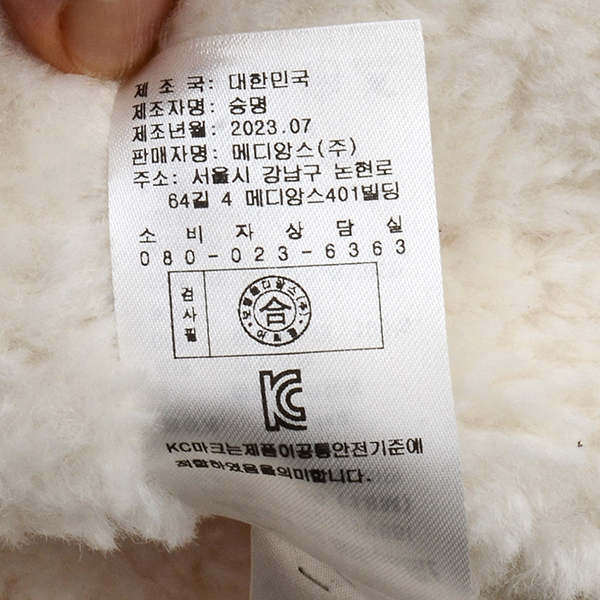 제 조 국: 대한민국
제조자명: 승명
제조년월: 2023.07
판매자명: 메디앙스(주)
주소: 서울시 강남구 논현로
64길 4 메디앙스401빌딩
소 비 자 상 담 실
080-023-6363
검사필
合
KC
KC마크는제품이공통안전기준에
적합하였음을의미합니다.